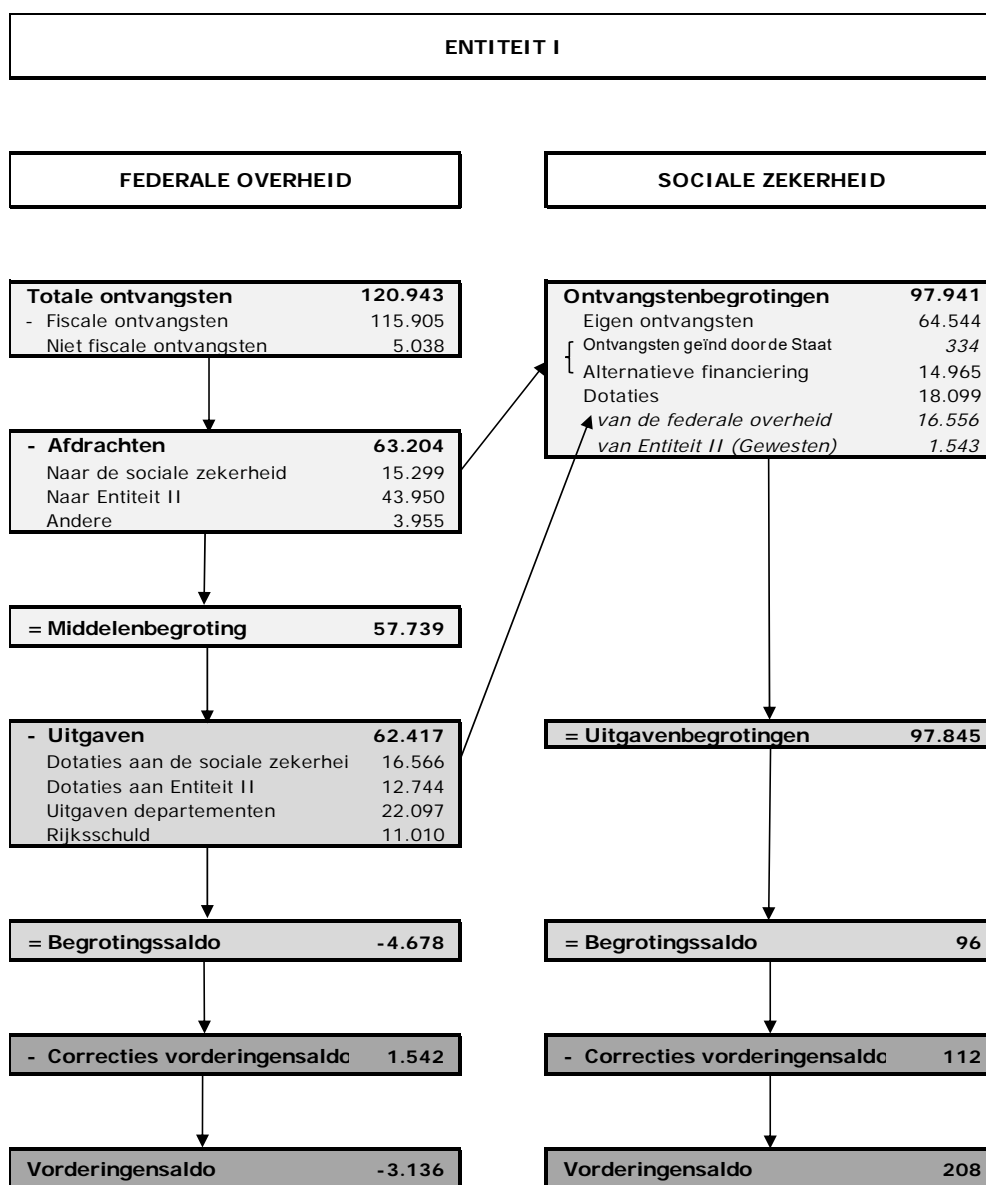 ENTITEIT I
FEDERALE OVERHEID
SOCIALE ZEKERHEID
Totale ontvangsten 120.943
- Fiscale ontvangsten 115.905
Niet fiscale ontvangsten 5.038
Ontvangstenbegrotingen 97.941
Eigen ontvangsten 64.544
Ontvangsten geïnd door de Staat 334
Alternatieve financiering 14.965
Dotaties 18.099
van de federale overheid 16.556
van Entiteit II (Gewesten) 1.543
- Afdrachten 63.204
Naar de sociale zekerheid 15.299
Naar Entiteit II 43.950
Andere 3.955
= Middelenbegroting 57.739
- Uitgaven 62.417
Dotaties aan de sociale zekerhei 16.566
Dotaties aan Entiteit II 12.744
Uitgaven departementen 22.097
Rijksschuld 11.010
= Uitgavenbegrotingen 97.845
= Begrotingssaldo -4.678
= Begrotingssaldo 96
- Correcties vorderingensaldo 1.542
- Correcties vorderingensaldo 112
Vorderingensaldo -3.136
Vorderingensaldo 208